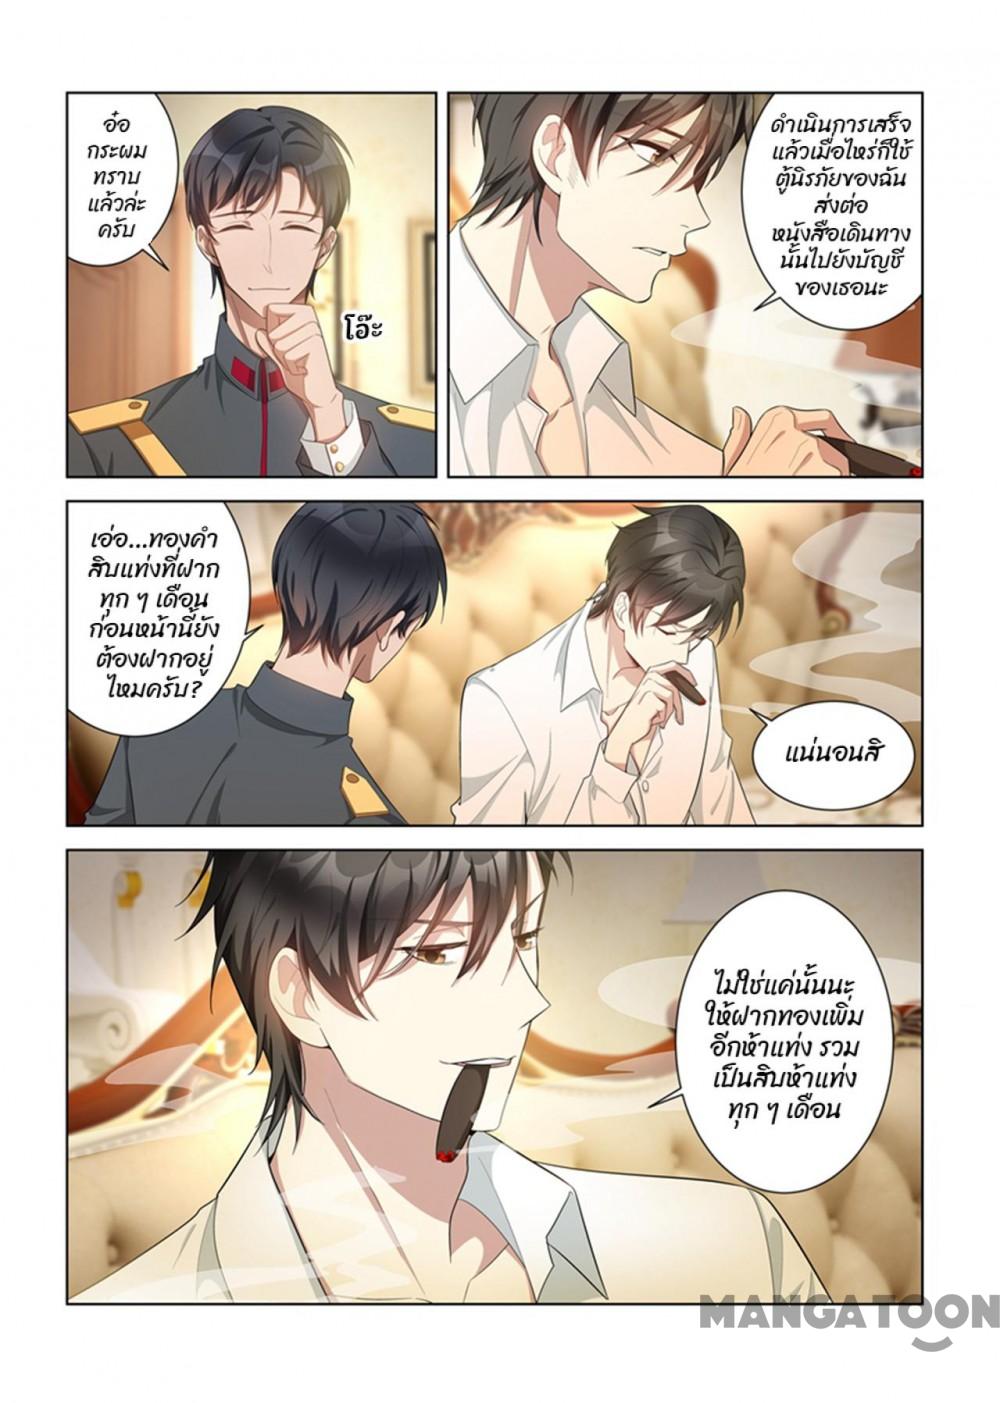 อ๋อ
กระผม
ทราบ
แล้วล่ะ
ครับ
โอ๊ะ
ดำเนินการเสร็จ
แล้วเมื่อไหร่ก็ใช้
ตู้นิรภัยของฉัน
ส่งต่อ
หนังสือเดินทาง
นั้นไปยังบัญชี
ของเธอนะ
เอ่อ...ทองคำ
สิบแท่งที่ฝาก
ทุก ๆ เดือน
ก่อนหน้านี้ยัง
ต้องฝากอยู่
ไหมครับ?
แน่นอนสิ
ไม่ใช่แค่นั้นนะ
ให้ฝากทองเพิ่ม
อีกห้าแท่ง รวม
เป็นสิบห้าแท่ง
ทุก ๆ เดือน
MANGATOON